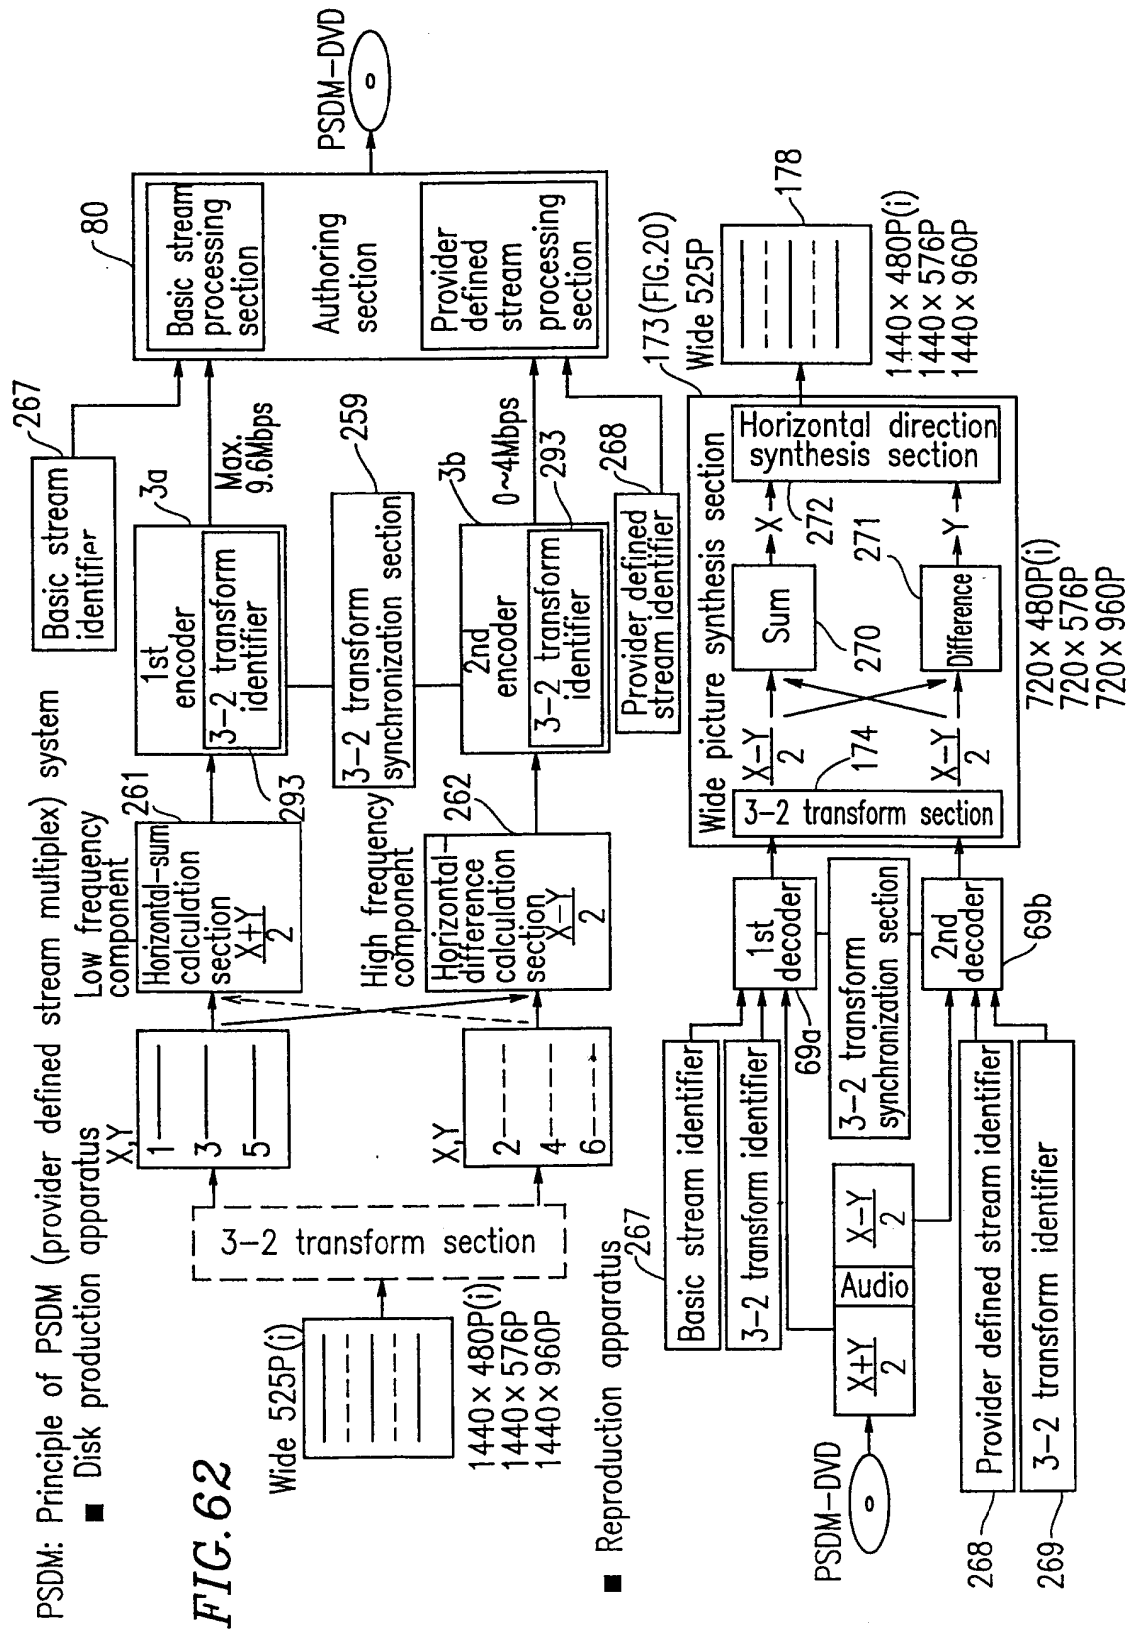 PSDM: Principle of PSDM (provider defined stream multiplex) system
■ Disk production apparatus
FIG.62
Wide 525P(i)
1440×480P(i)
1440×576P
1440×960P
3-2 transform section
X,Y
1
3
5
X,Y
2
4
6
Low frequency
component
261
Horizontal-sum
calculation
section
X+Y
2
High frequency
component
262
Horizontal-
difference
calculation
section
X-Y
2
Basic stream
identifier
267
3a
1st
encoder
3-2 transform
identifier
293
Max.
9.6Mbps
259
3-2 transform
synchronization section
3b
2nd
encoder
3-2 transform
identifier
293
0~4Mbps
Provider defined
stream identifier
268
80
Basic stream
processing
section
Authoring
section
Provider
defined
stream
processing
section
PSDM-DVD
■ Reproduction apparatus
PSDM-DVD
X+Y
2
Audio
X-Y
2
267
Basic stream identifier
3-2 transform identifier
268
Provider defined stream identifier
269
3-2 transform identifier
69a
1st
decoder
3-2 transform
synchronization section
2nd
decoder
69b
173(FIG.20)
Wide picture synthesis section
3-2 transform section
174
X-Y
2
X-Y
2
Sum
270
Difference
271
X
Y
272
Horizontal direction
synthesis section
720×480P(i)
720×576P
720×960P
Wide 525P
178
1440×480P(i)
1440×576P
1440×960P